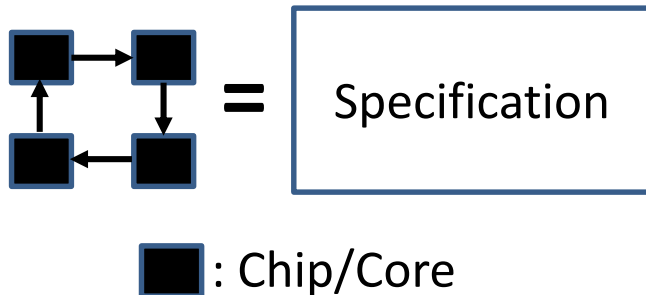 = Specification
: Chip/Core